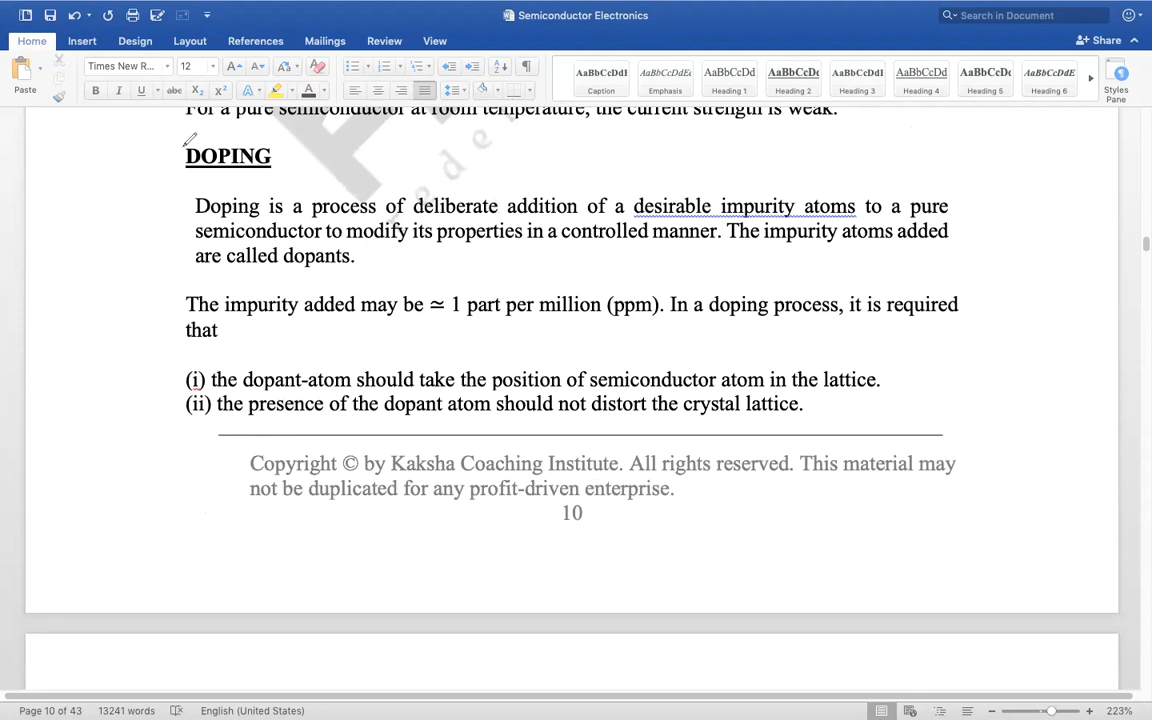 Semiconductor Electronics
Search in Document
Home Insert Design Layout References Mailings Review View
Share
Paste
Times New R... 12
AaBbCcDdI AaBbCcDdE AaBbCcDd AaBbCcDc AaBbCcDdI AaBbCcDd AaBbCcDc AaBbCcDdE
Caption Emphasis Heading 1 Heading 2 Heading 3 Heading 4 Heading 5 Heading 6
Styles
Pane
For a pure semiconductor at room temperature, the current strength is weak.
DOPING
Doping is a process of deliberate addition of a desirable impurity atoms to a pure
semiconductor to modify its properties in a controlled manner. The impurity atoms added
are called dopants.
The impurity added may be ≃ 1 part per million (ppm). In a doping process, it is required
that
(i) the dopant-atom should take the position of semiconductor atom in the lattice.
(ii) the presence of the dopant atom should not distort the crystal lattice.
Copyright © by Kaksha Coaching Institute. All rights reserved. This material may
not be duplicated for any profit-driven enterprise.
10
Page 10 of 43 13241 words English (United States) 223%